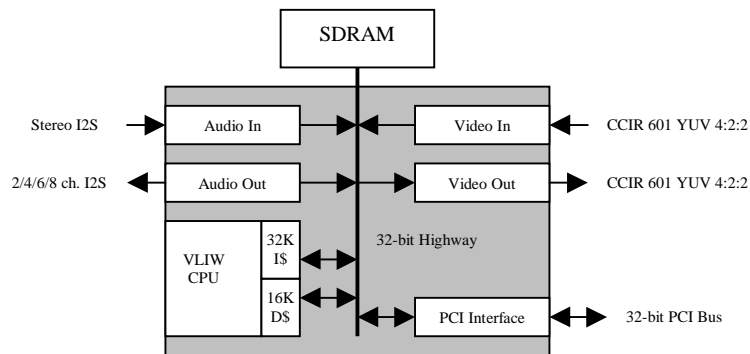 SDRAM
Stereo I2S
Audio In
Video In
CCIR 601 YUV 4:2:2
2/4/6/8 ch. I2S
Audio Out
Video Out
CCIR 601 YUV 4:2:2
VLIW
CPU
32K
I$
32-bit Highway
16K
D$
PCI Interface
32-bit PCI Bus